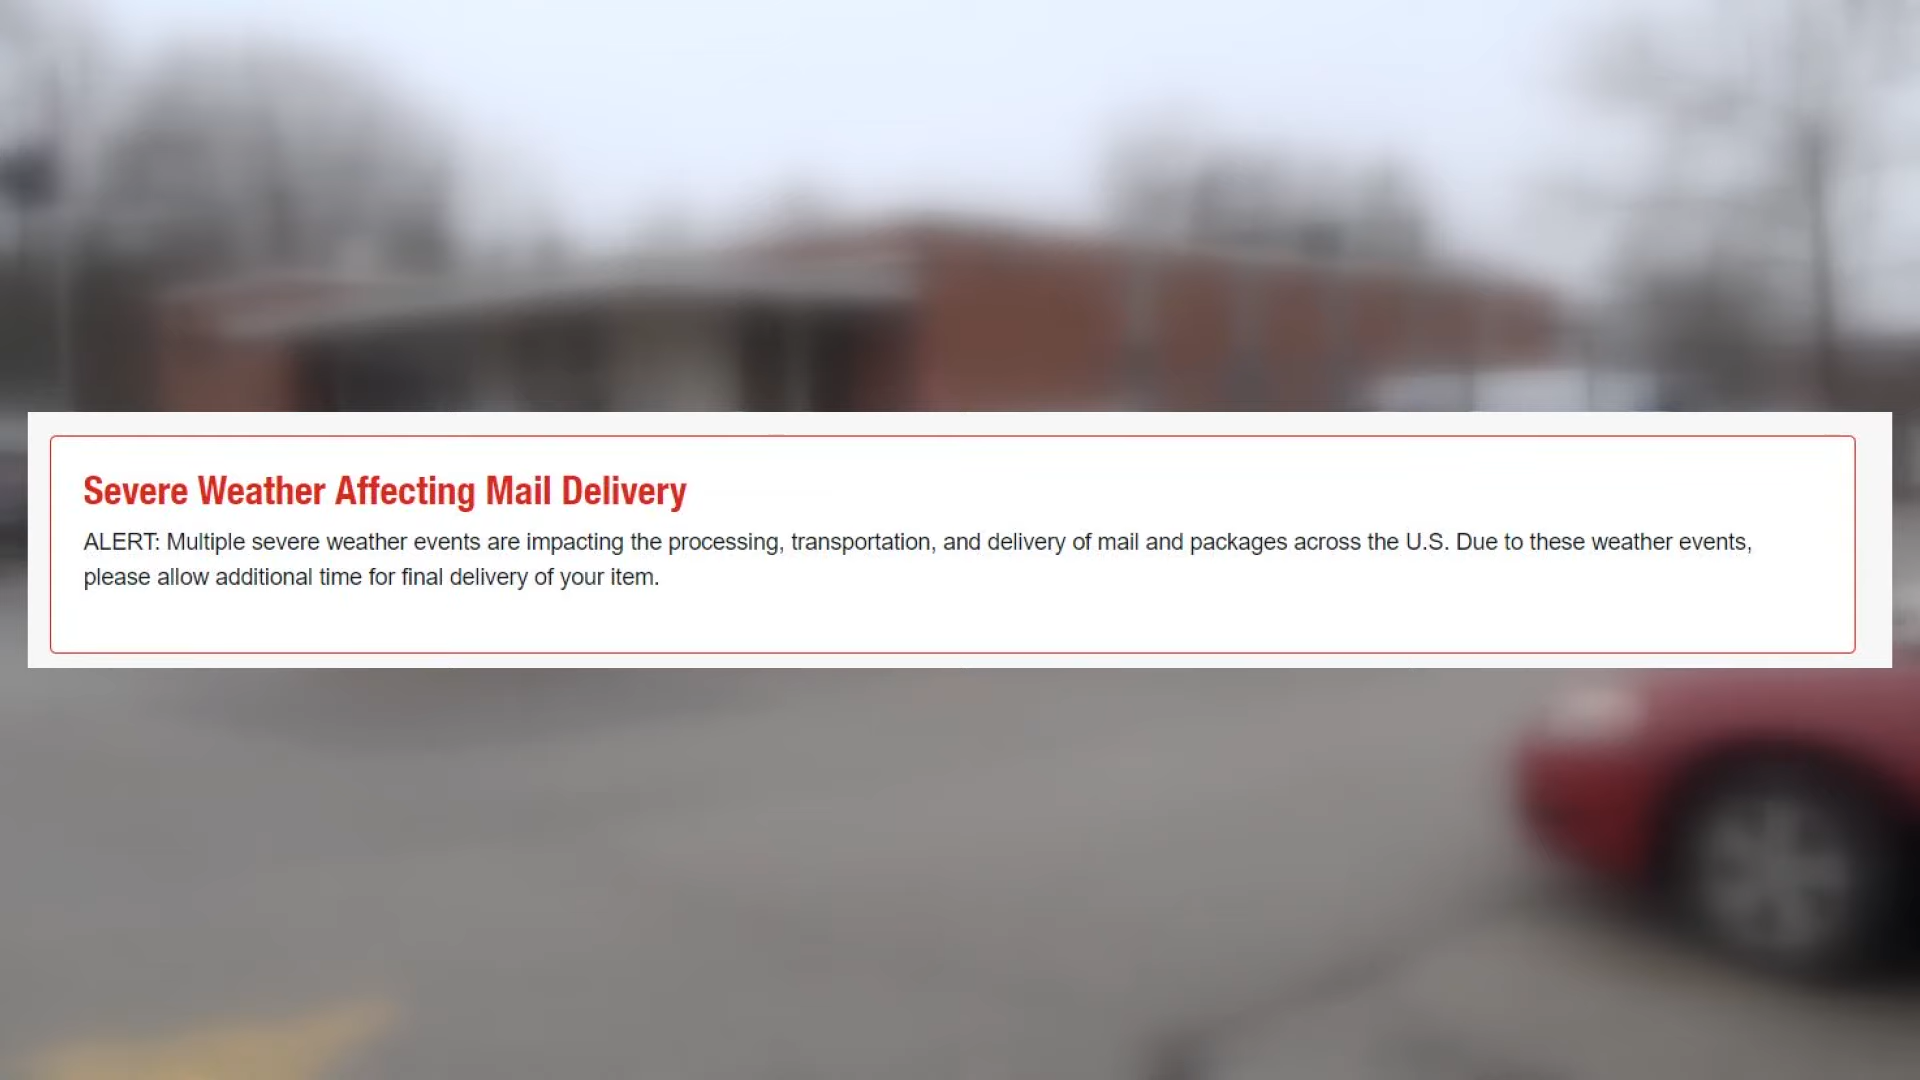 Severe Weather Affecting Mail Delivery
ALERT: Multiple severe weather events are impacting the processing, transportation, and delivery of mail and packages across the U.S. Due to these weather events,
please allow additional time for final delivery of your item.